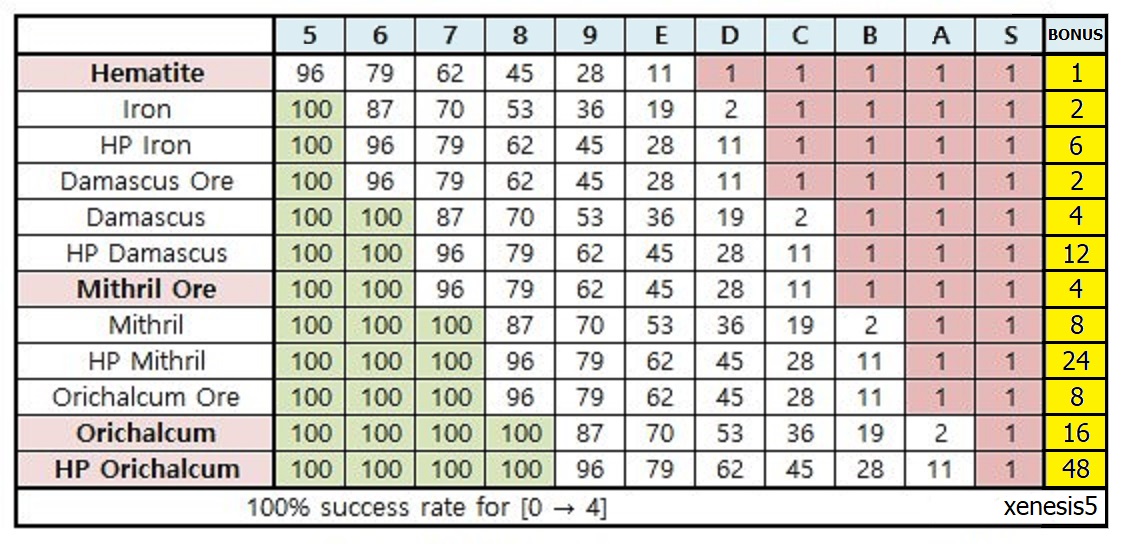 5 6 7 8 9 E D C B A S BONUS
Hematite 96 79 62 45 28 11 1 1 1 1 1 1
Iron 100 87 70 53 36 19 2 1 1 1 1 2
HP Iron 100 96 79 62 45 28 11 1 1 1 1 6
Damascus Ore 100 96 79 62 45 28 11 1 1 1 1 2
Damascus 100 100 87 70 53 36 19 2 1 1 1 4
HP Damascus 100 100 96 79 62 45 28 11 1 1 1 12
Mithril Ore 100 100 96 79 62 45 28 11 1 1 1 4
Mithril 100 100 100 87 70 53 36 19 2 1 1 8
HP Mithril 100 100 100 96 79 62 45 28 11 1 1 24
Orichalcum Ore 100 100 100 96 79 62 45 28 11 1 1 8
Orichalcum 100 100 100 100 87 70 53 36 19 2 1 16
HP Orichalcum 100 100 100 100 96 79 62 45 28 11 1 48
100% success rate for [0 → 4] xenesis5